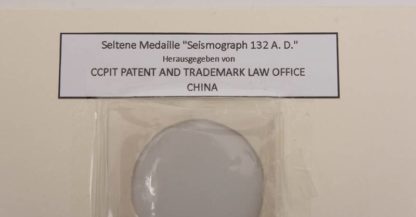 Seltene Medaille "Seismograph 132 A. D."
Herausgegeben von
CCPIT PATENT AND TRADEMARK LAW OFFICE
CHINA